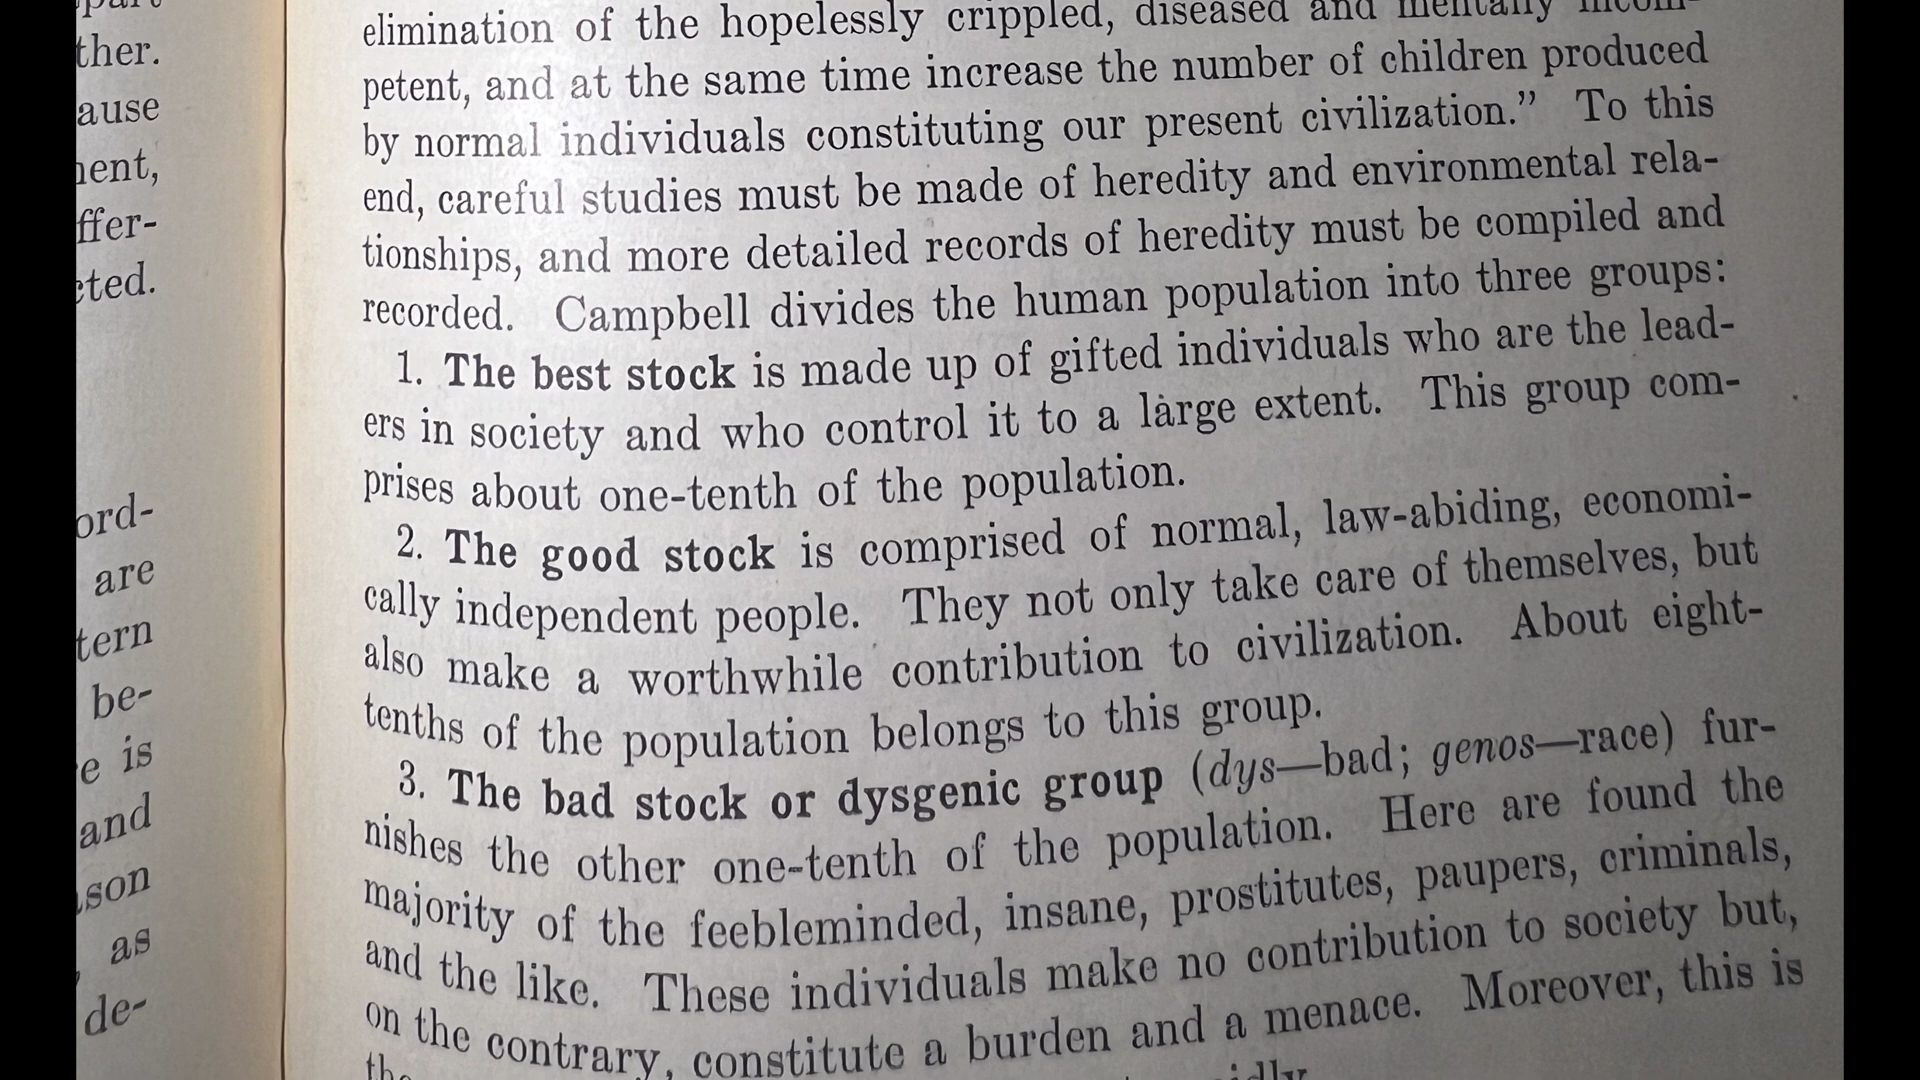 ther.
ause
ent,
ffer-
ted.
ord-
are
tern
be-
e is
and
son
as
de-
elimination of the hopelessly crippled, diseased and mentally incom-
petent, and at the same time increase the number of children produced
by normal individuals constituting our present civilization.” To this
end, careful studies must be made of heredity and environmental rela-
tionships, and more detailed records of heredity must be compiled and
recorded. Campbell divides the human population into three groups:
1. The best stock is made up of gifted individuals who are the lead-
ers in society and who control it to a large extent. This group com-
prises about one-tenth of the population.
2. The good stock is comprised of normal, law-abiding, economi-
cally independent people. They not only take care of themselves, but
also make a worthwhile contribution to civilization. About eight-
tenths of the population belongs to this group.
3. The bad stock or dysgenic group (dys—bad; genos—race) fur-
nishes the other one-tenth of the population. Here are found the
majority of the feebleminded, insane, prostitutes, paupers, criminals,
and the like. These individuals make no contribution to society but,
on the contrary, constitute a burden and a menace. Moreover, this is